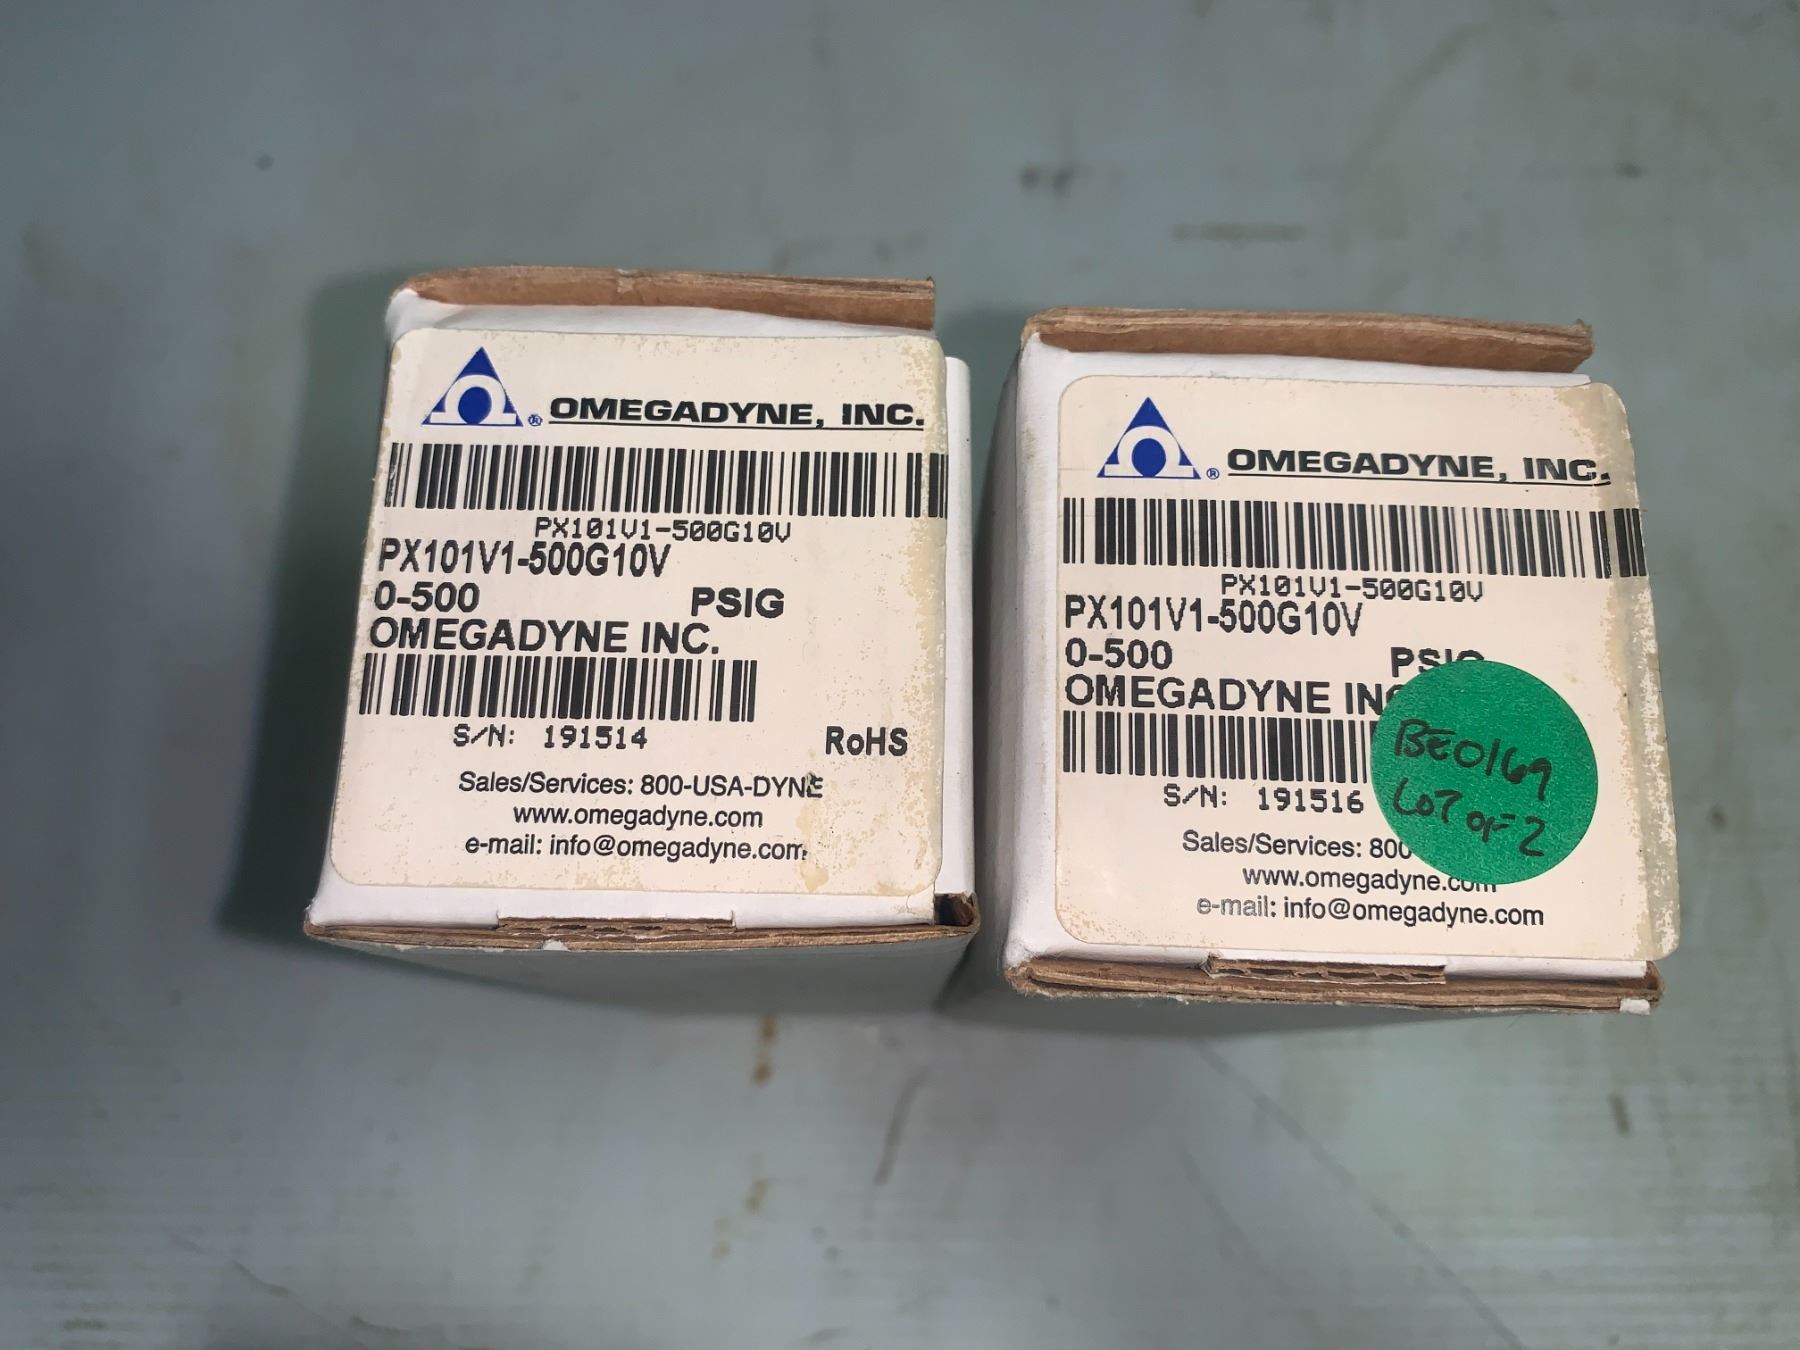 OMEGADYNE, INC.
PX101V1-500G10V
PX101V1-500G10V
0-500 PSIG
OMEGADYNE INC.
S/N: 191514 RoHS
Sales/Services: 800-USA-DYNE
www.omegadyne.com
e-mail: info@omegadyne.com
OMEGADYNE, INC.
PX101V1-500G10V
PX101V1-500G10V
0-500 PSIG
OMEGADYNE INC
S/N: 191516
Sales/Services: 800
www.omegadyne.com
e-mail: info@omegadyne.com
BE0169
LOT OF 2